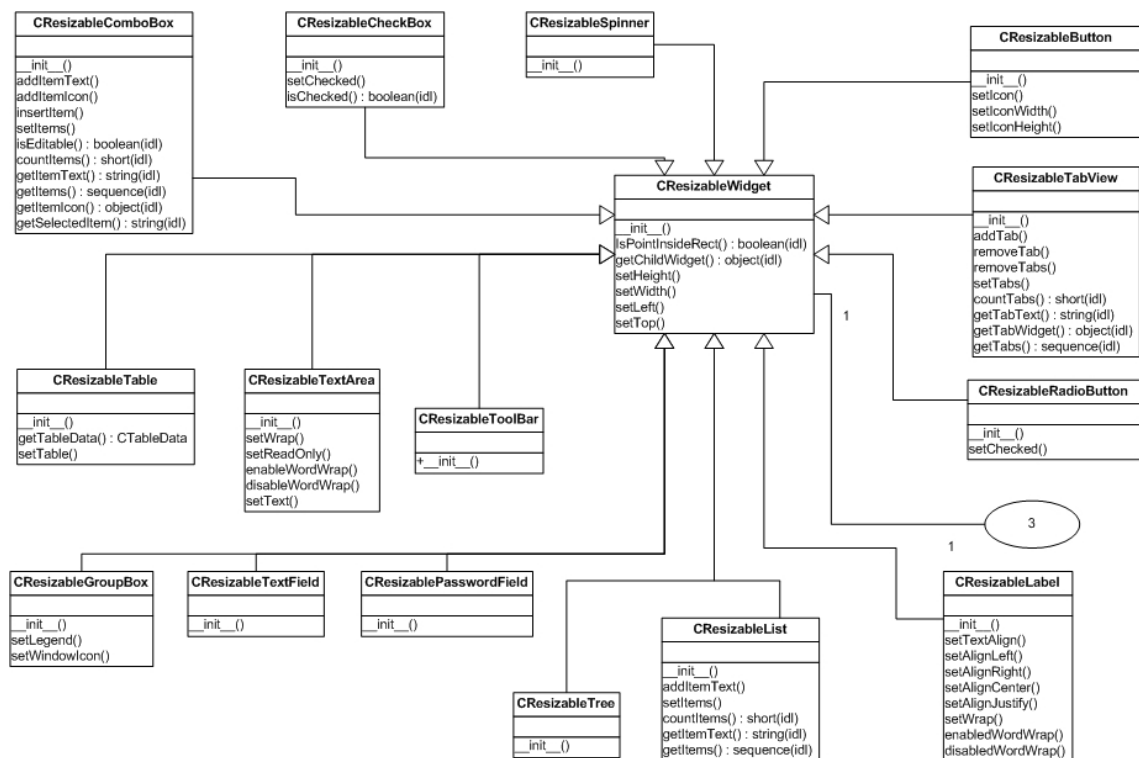 CResizableComboBox
__init__()
addItemText()
addItemIcon()
insertItem()
setItems()
isEditable() : boolean(idl)
countItems() : short(idl)
getItemText() : string(idl)
getItems() : sequence(idl)
getItemIcon() : object(idl)
getSelectedItem() : string(idl)
CResizableCheckBox
__init__()
setChecked()
isChecked() : boolean(idl)
CResizableSpinner
__init__()
CResizableButton
__init__()
setIcon()
setIconWidth()
setIconHeight()
CResizableWidget
__init__()
IsPointInsideRect() : boolean(idl)
getChildWidget() : object(idl)
setHeight()
setWidth()
setLeft()
setTop()
CResizableTabView
__init__()
addTab()
removeTab()
removeTabs()
setTabs()
countTabs() : short(idl)
getTabText() : string(idl)
getTabWidget() : object(idl)
getTabs() : sequence(idl)
1
CResizableTable
__init__()
getTableData() : CTableData
setTable()
CResizableTextArea
__init__()
setWrap()
setReadOnly()
enableWordWrap()
disableWordWrap()
setText()
CResizableToolBar
+__init__()
CResizableRadioButton
__init__()
setChecked()
3
1
CResizableGroupBox
__init__()
setLegend()
setWindowIcon()
CResizableTextField
__init__()
CResizablePasswordField
__init__()
CResizableTree
__init__()
CResizableList
__init__()
addItemText()
setItems()
countItems() : short(idl)
getItemText() : string(idl)
getItems() : sequence(idl)
CResizableLabel
__init__()
setTextAlign()
setAlignLeft()
setAlignRight()
setAlignCenter()
setAlignJustify()
setWrap()
enabledWordWrap()
disabledWordWrap()